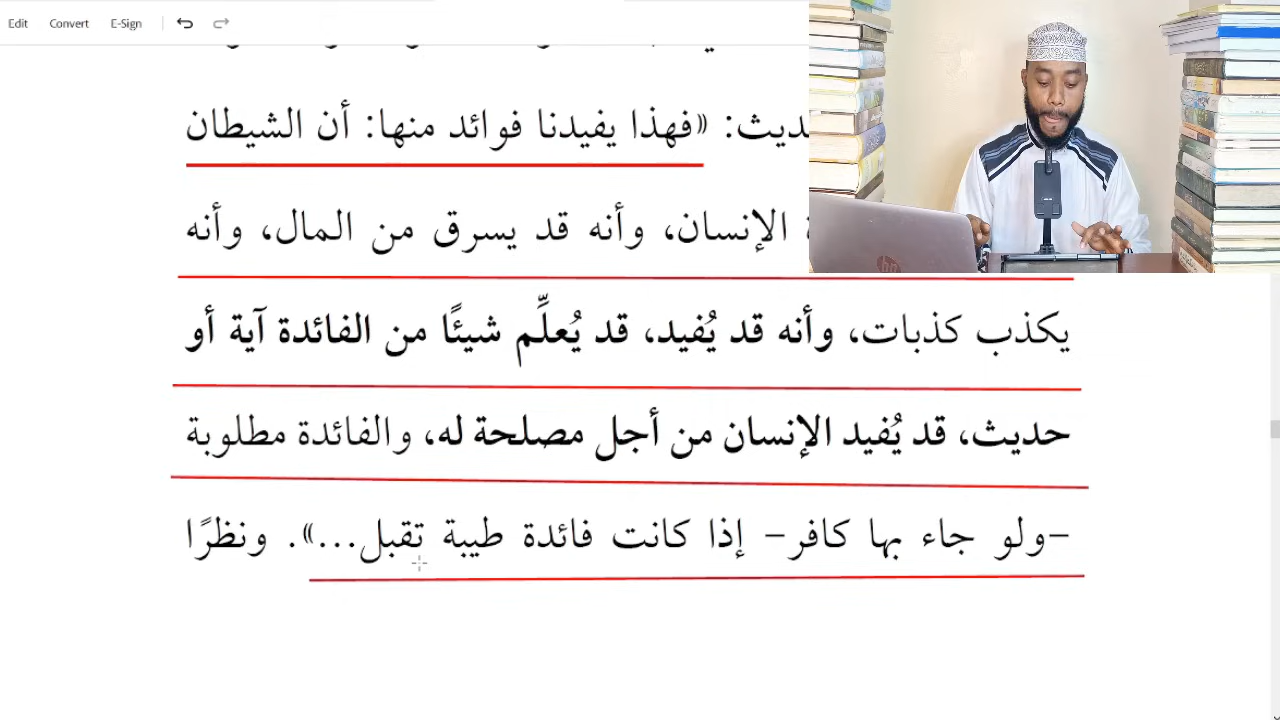 Edit Convert E-Sign
ديث: «فهذا يفيدنا فوائد منها: أن الشيطان
الإنسان، وأنه قد يسرق من المال، وأنه
يكذب كذبات، وأنه قد يُفيد، قد يُعلِّم شيئًا من الفائدة آية أو
حديث، قد يُفيد الإنسان من أجل مصلحة له، والفائدة مطلوبة
-ولو جاء بها كافر- إذا كانت فائدة طيبة تقبل...». ونظرًا
hp